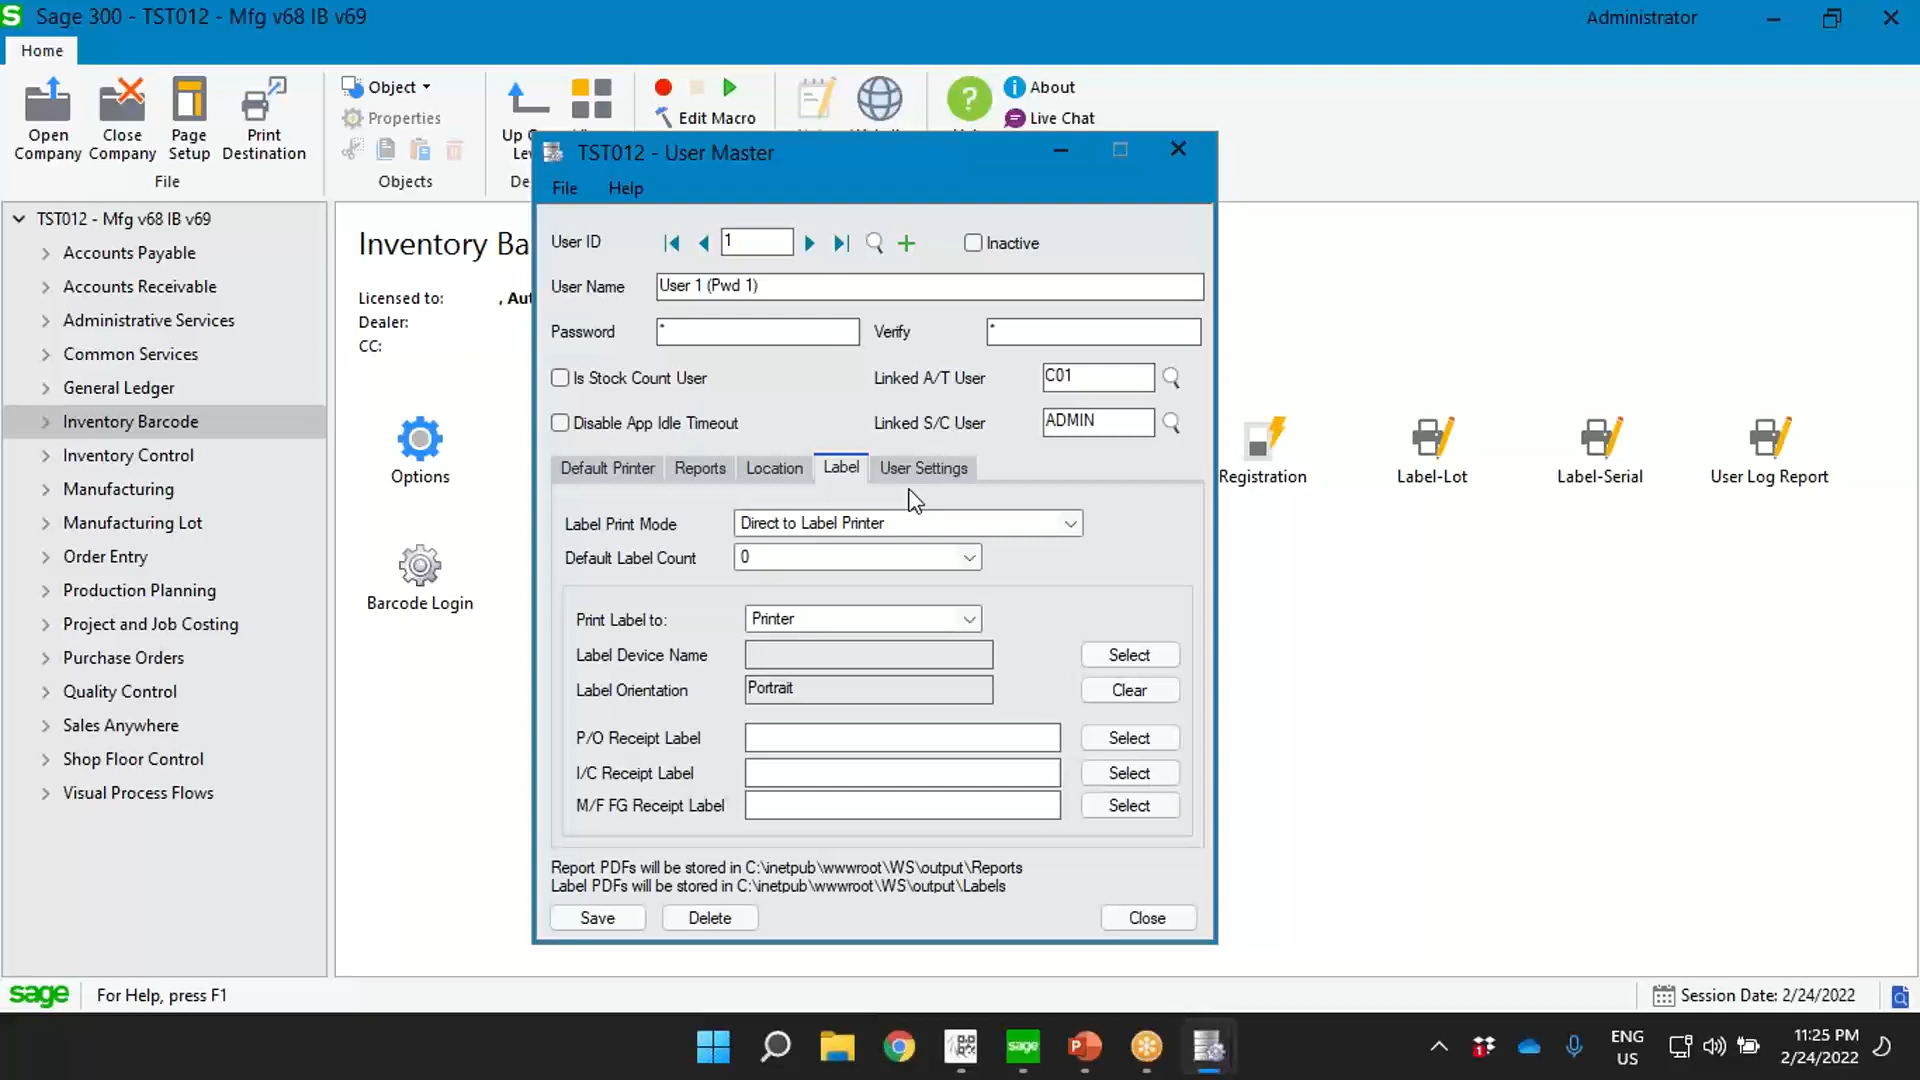 S Sage 300 - TST012 - Mfg v68 IB v69
Administrator
Home
Open Company
Close Company
Page Setup
Print Destination
File
Object
Properties
Objects
Up
Edit Macro
? 
i About
Live Chat
TST012 - Mfg v68 IB v69
Accounts Payable
Accounts Receivable
Administrative Services
Common Services
General Ledger
Inventory Barcode
Inventory Control
Manufacturing
Manufacturing Lot
Order Entry
Production Planning
Project and Job Costing
Purchase Orders
Quality Control
Sales Anywhere
Shop Floor Control
Visual Process Flows
Inventory Ba
Licensed to: , Aut
Dealer:
CC:
Options
Barcode Login
Registration
Label-Lot
Label-Serial
User Log Report
TST012 - User Master
File Help
User ID 1 Inactive
User Name User 1 (Pwd 1)
Password * Verify *
Is Stock Count User Linked A/T User C01
Disable App Idle Timeout Linked S/C User ADMIN
Default Printer Reports Location Label User Settings
Label Print Mode Direct to Label Printer
Default Label Count 0
Print Label to: Printer
Label Device Name Select
Label Orientation Portrait Clear
P/O Receipt Label Select
I/C Receipt Label Select
M/F FG Receipt Label Select
Report PDFs will be stored in C:\inetpub\wwwroot\WS\output\Reports
Label PDFs will be stored in C:\inetpub\wwwroot\WS\output\Labels
Save Delete Close
sage For Help, press F1
Session Date: 2/24/2022
sage
P
1
ENG
US
11:25 PM
2/24/2022